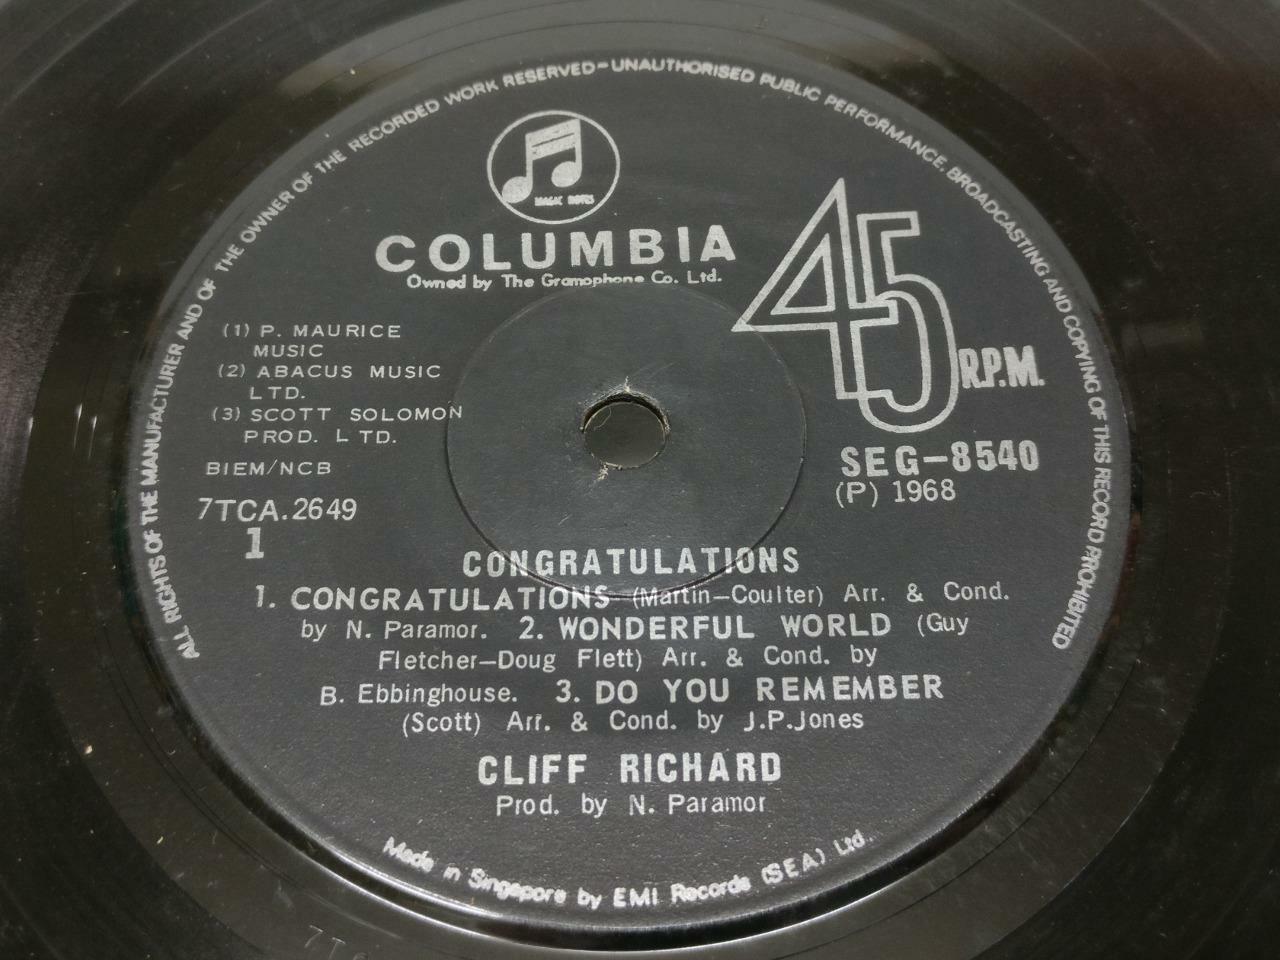 ALL RIGHTS OF THE MANUFACTURER AND OF THE OWNER OF THE RECORDED WORK RESERVED–UNAUTHORISED PUBLIC PERFORMANCE, BROADCASTING AND COPYING OF THIS RECORD PROHIBITED
MAGIC NOTES
COLUMBIA
Owned by The Gramophone Co. Ltd.
45
R.P.M.
(1) P. MAURICE
MUSIC
(2) ABACUS MUSIC
LTD.
(3) SCOTT SOLOMON
PROD. LTD.
BIEM/NCB
7TCA.2649
1
SEG–8540
(P) 1968
CONGRATULATIONS
1. CONGRATULATIONS (Martin–Coulter) Arr. & Cond.
by N. Paramor. 2. WONDERFUL WORLD (Guy
Fletcher–Doug Flett) Arr. & Cond. by
B. Ebbinghouse. 3. DO YOU REMEMBER
(Scott) Arr. & Cond. by J.P.Jones
CLIFF RICHARD
Prod. by N. Paramor
Made in Singapore by EMI Records (SEA) Ltd.